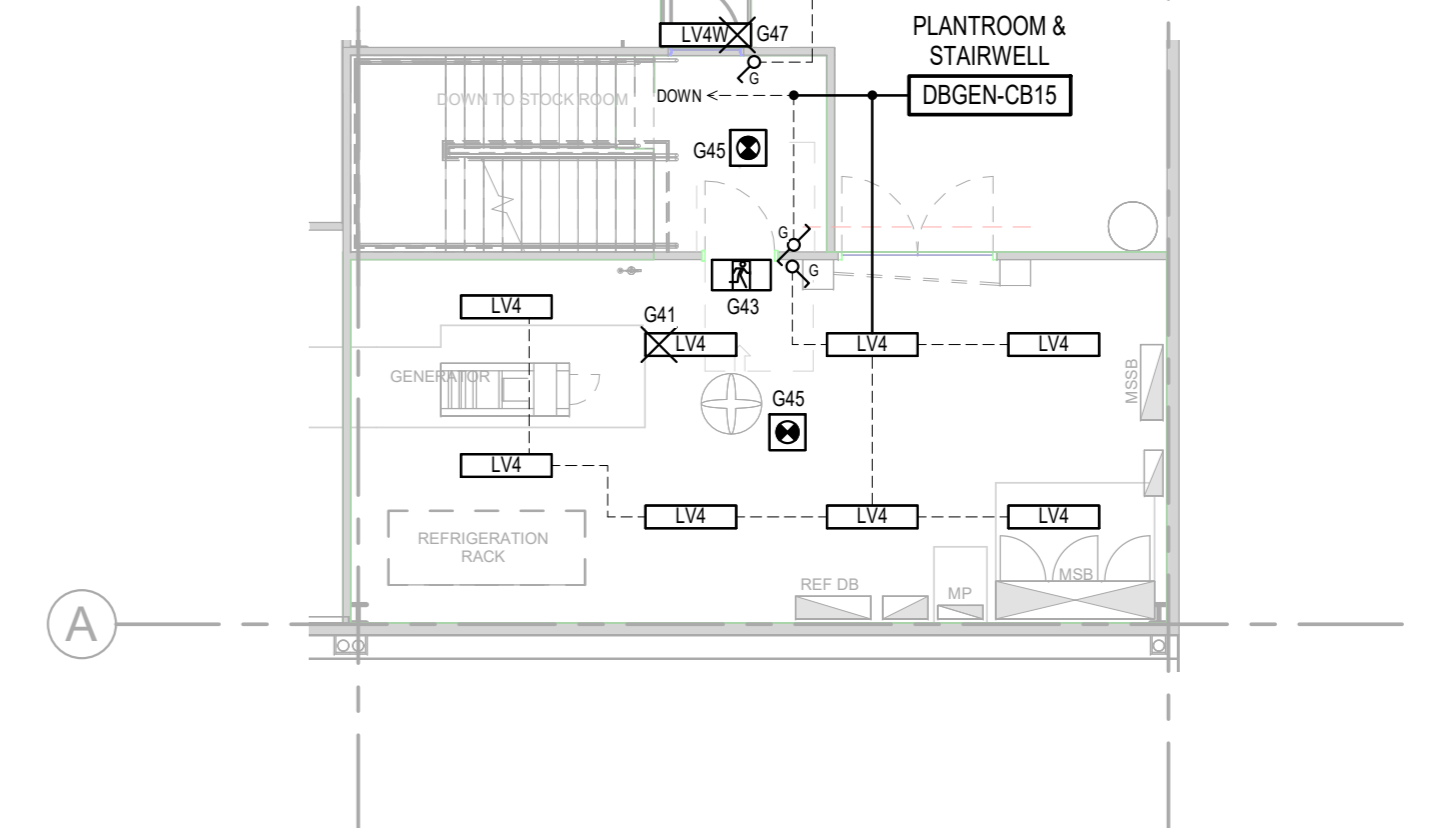 PLANTROOM &
STAIRWELL
LV4W
G47
G
DOWN TO STOCK ROOM
DOWN
DBGEN-CB15
G45
G
G
G43
LV4
G41
LV4
LV4
LV4
GENERATOR
MSSB
G45
LV4
LV4
LV4
LV4
REFRIGERATION
RACK
REF DB
MP
MSB
A